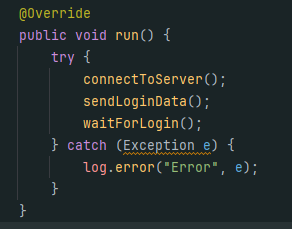 @Override
public void run() {
    try {
        connectToServer();
        sendLoginData();
        waitForLogin();
    } catch (Exception e) {
        log.error("Error", e);
    }
}